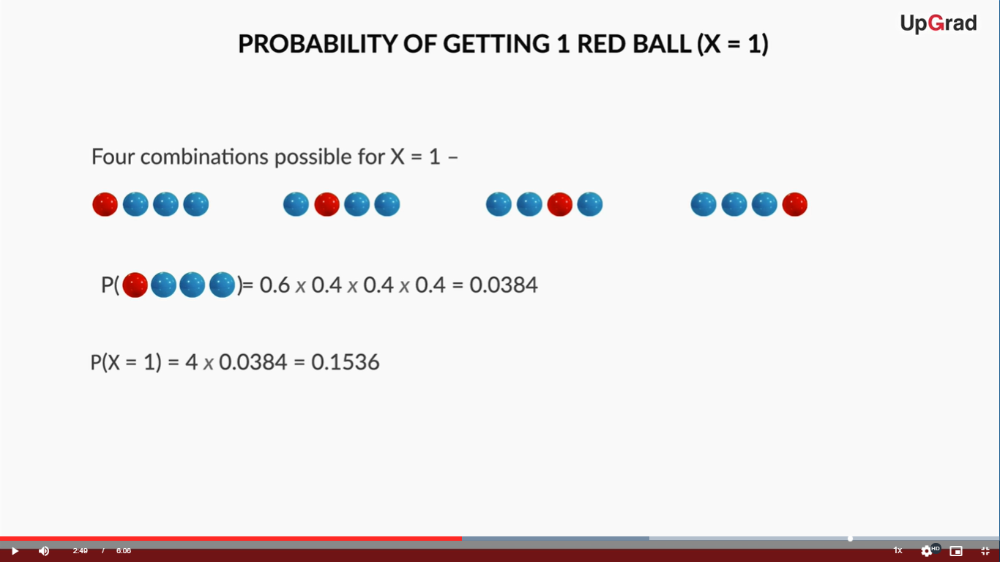 UpGrad
PROBABILITY OF GETTING 1 RED BALL (X = 1)
Four combinations possible for X = 1 –
P( )= 0.6 x 0.4 x 0.4 x 0.4 = 0.0384
P(X = 1) = 4 x 0.0384 = 0.1536
2:49 / 6:06 1x HD